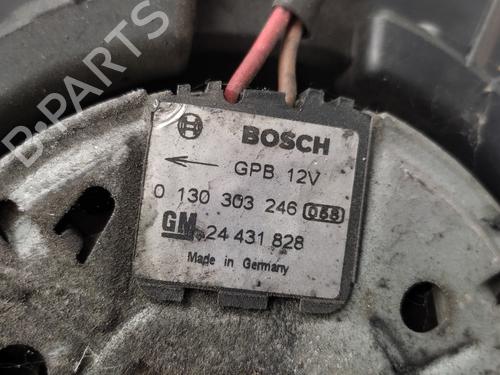 B-PARTS
BOSCH
GPB 12V
0 130 303 246 068
GM 24 431 828
Made in Germany